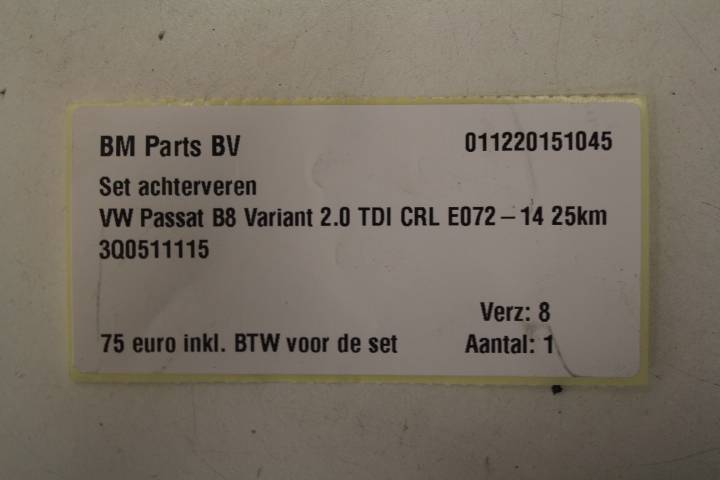 BM Parts BV 011220151045
Set achterveren
VW Passat B8 Variant 2.0 TDI CRL E072 – 14 25km
3Q0511115
Verz: 8
75 euro inkl. BTW voor de set Aantal: 1